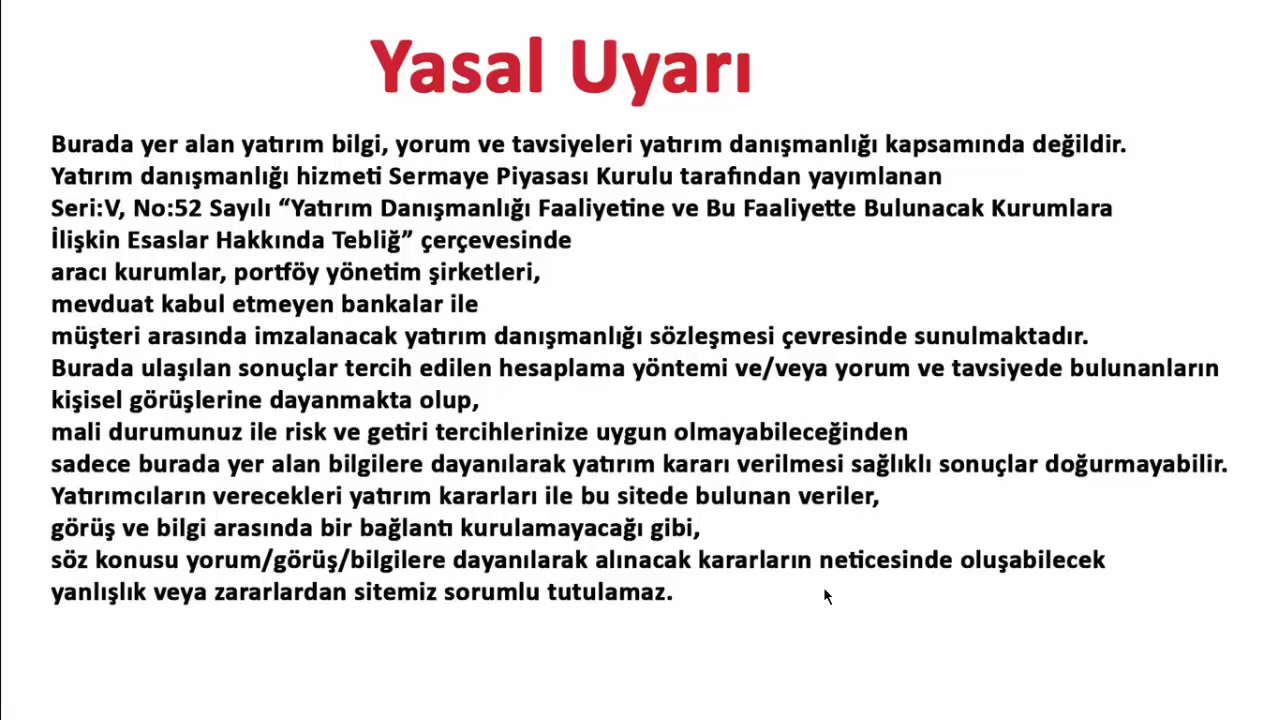 Yasal Uyarı
Burada yer alan yatırım bilgi, yorum ve tavsiyeleri yatırım danışmanlığı kapsamında değildir.
Yatırım danışmanlığı hizmeti Sermaye Piyasası Kurulu tarafından yayımlanan
Seri:V, No:52 Sayılı “Yatırım Danışmanlığı Faaliyetine ve Bu Faaliyette Bulunacak Kurumlara
İlişkin Esaslar Hakkında Tebliğ” çerçevesinde
aracı kurumlar, portföy yönetim şirketleri,
mevduat kabul etmeyen bankalar ile
müşteri arasında imzalanacak yatırım danışmanlığı sözleşmesi çevresinde sunulmaktadır.
Burada ulaşılan sonuçlar tercih edilen hesaplama yöntemi ve/veya yorum ve tavsiyede bulunanların
kişisel görüşlerine dayanmakta olup,
mali durumunuz ile risk ve getiri tercihlerinize uygun olmayabileceğinden
sadece burada yer alan bilgilere dayanılarak yatırım kararı verilmesi sağlıklı sonuçlar doğurmayabilir.
Yatırımcıların verecekleri yatırım kararları ile bu sitede bulunan veriler,
görüş ve bilgi arasında bir bağlantı kurulamayacağı gibi,
söz konusu yorum/görüş/bilgilere dayanılarak alınacak kararların neticesinde oluşabilecek
yanlışlık veya zararlardan sitemiz sorumlu tutulamaz.